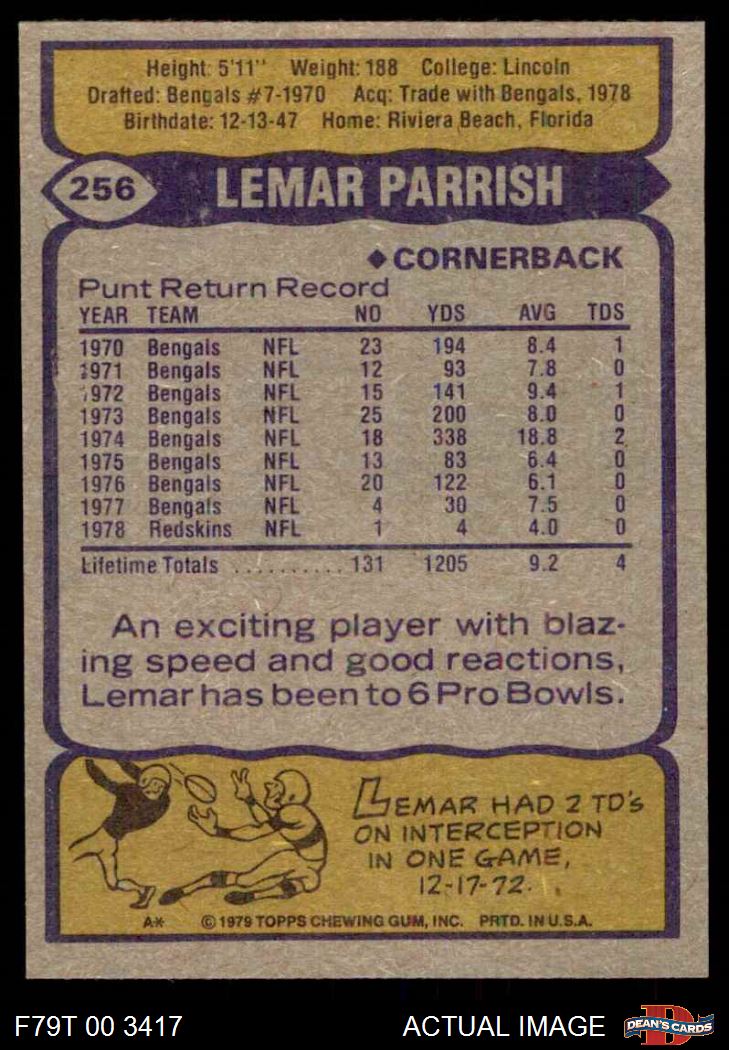 Height: 5'11" Weight: 188 College: Lincoln
Drafted: Bengals #7-1970 Acq: Trade with Bengals, 1978
Birthdate: 12-13-47 Home: Riviera Beach, Florida
256 LEMAR PARRISH
◆ CORNERBACK
Punt Return Record
YEAR TEAM NO YDS AVG TDS
1970 Bengals NFL 23 194 8.4 1
1971 Bengals NFL 12 93 7.8 0
1972 Bengals NFL 15 141 9.4 1
1973 Bengals NFL 25 200 8.0 0
1974 Bengals NFL 18 338 18.8 2
1975 Bengals NFL 13 83 6.4 0
1976 Bengals NFL 20 122 6.1 0
1977 Bengals NFL 4 30 7.5 0
1978 Redskins NFL 1 4 4.0 0
Lifetime Totals .......... 131 1205 9.2 4
An exciting player with blaz-
ing speed and good reactions,
Lemar has been to 6 Pro Bowls.
LEMAR HAD 2 TD's
ON INTERCEPTION
IN ONE GAME,
12-17-72.
A* © 1979 TOPPS CHEWING GUM, INC. PRTD. IN U.S.A.
F79T 00 3417 ACTUAL IMAGE D DEAN'S CARDS